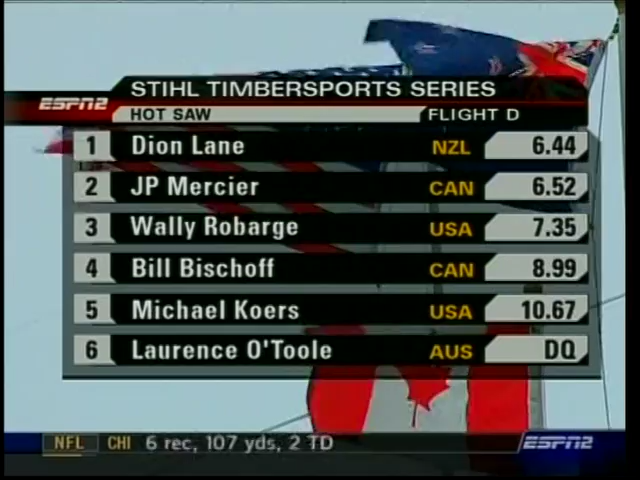 STIHL TIMBERSPORTS SERIES
ESPN2
HOT SAW FLIGHT D
1 Dion Lane NZL 6.44
2 JP Mercier CAN 6.52
3 Wally Robarge USA 7.35
4 Bill Bischoff CAN 8.99
5 Michael Koers USA 10.67
6 Laurence O'Toole AUS DQ
NFL CHI 6 rec, 107 yds, 2 TD ESPN2